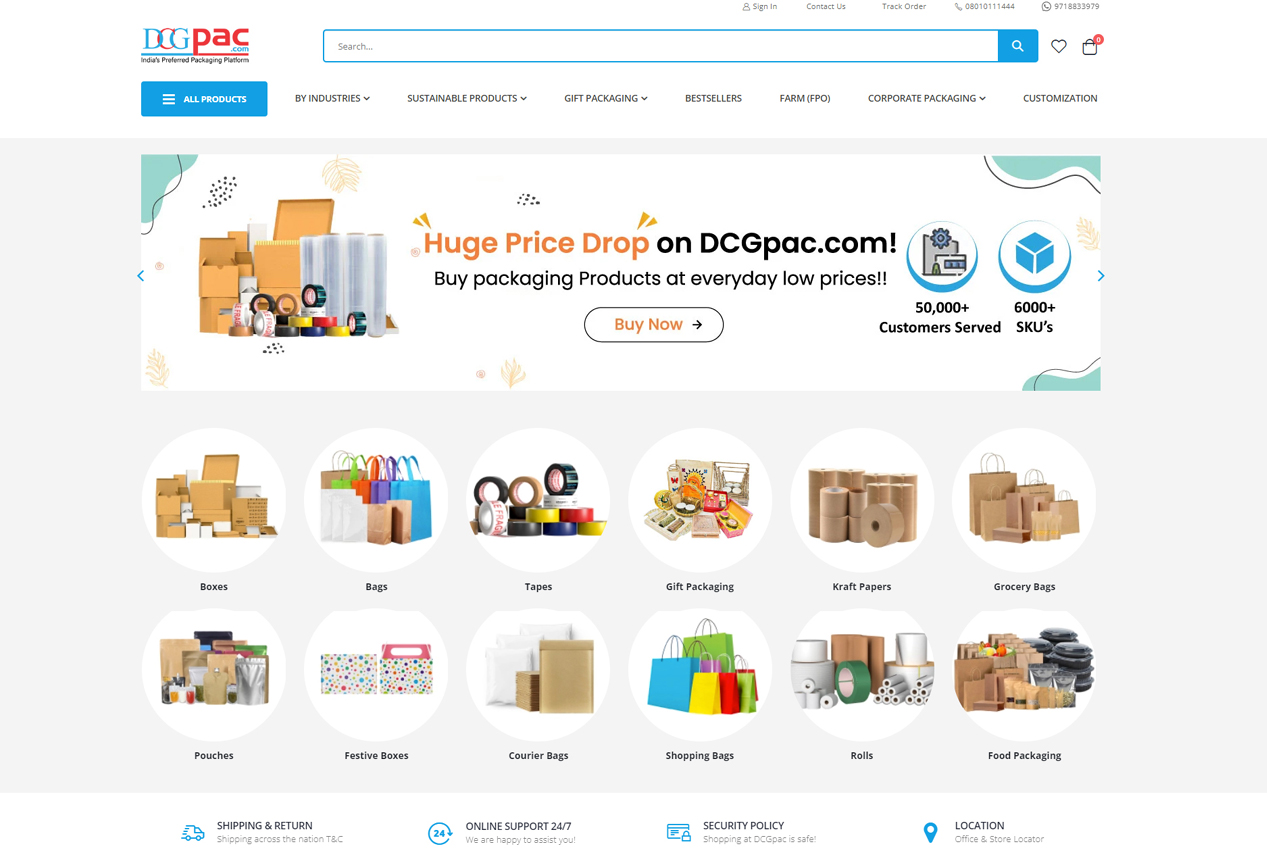 Sign In Contact Us Track Order 08010111444 9718833979
DCGpac
.com
India's Preferred Packaging Platform
Search...
0
ALL PRODUCTS BY INDUSTRIES SUSTAINABLE PRODUCTS GIFT PACKAGING BESTSELLERS FARM (FPO) CORPORATE PACKAGING CUSTOMIZATION
Huge Price Drop on DCGpac.com!
Buy packaging Products at everyday low prices!!
Buy Now
50,000+
Customers Served
6000+
SKU's
Boxes Bags Tapes Gift Packaging Kraft Papers Grocery Bags
Pouches Festive Boxes Courier Bags Shopping Bags Rolls Food Packaging
SHIPPING & RETURN
Shipping across the nation T&C
24
ONLINE SUPPORT 24/7
We are happy to assist you!
SECURITY POLICY
Shopping at DCGpac is safe!
LOCATION
Office & Store Locator